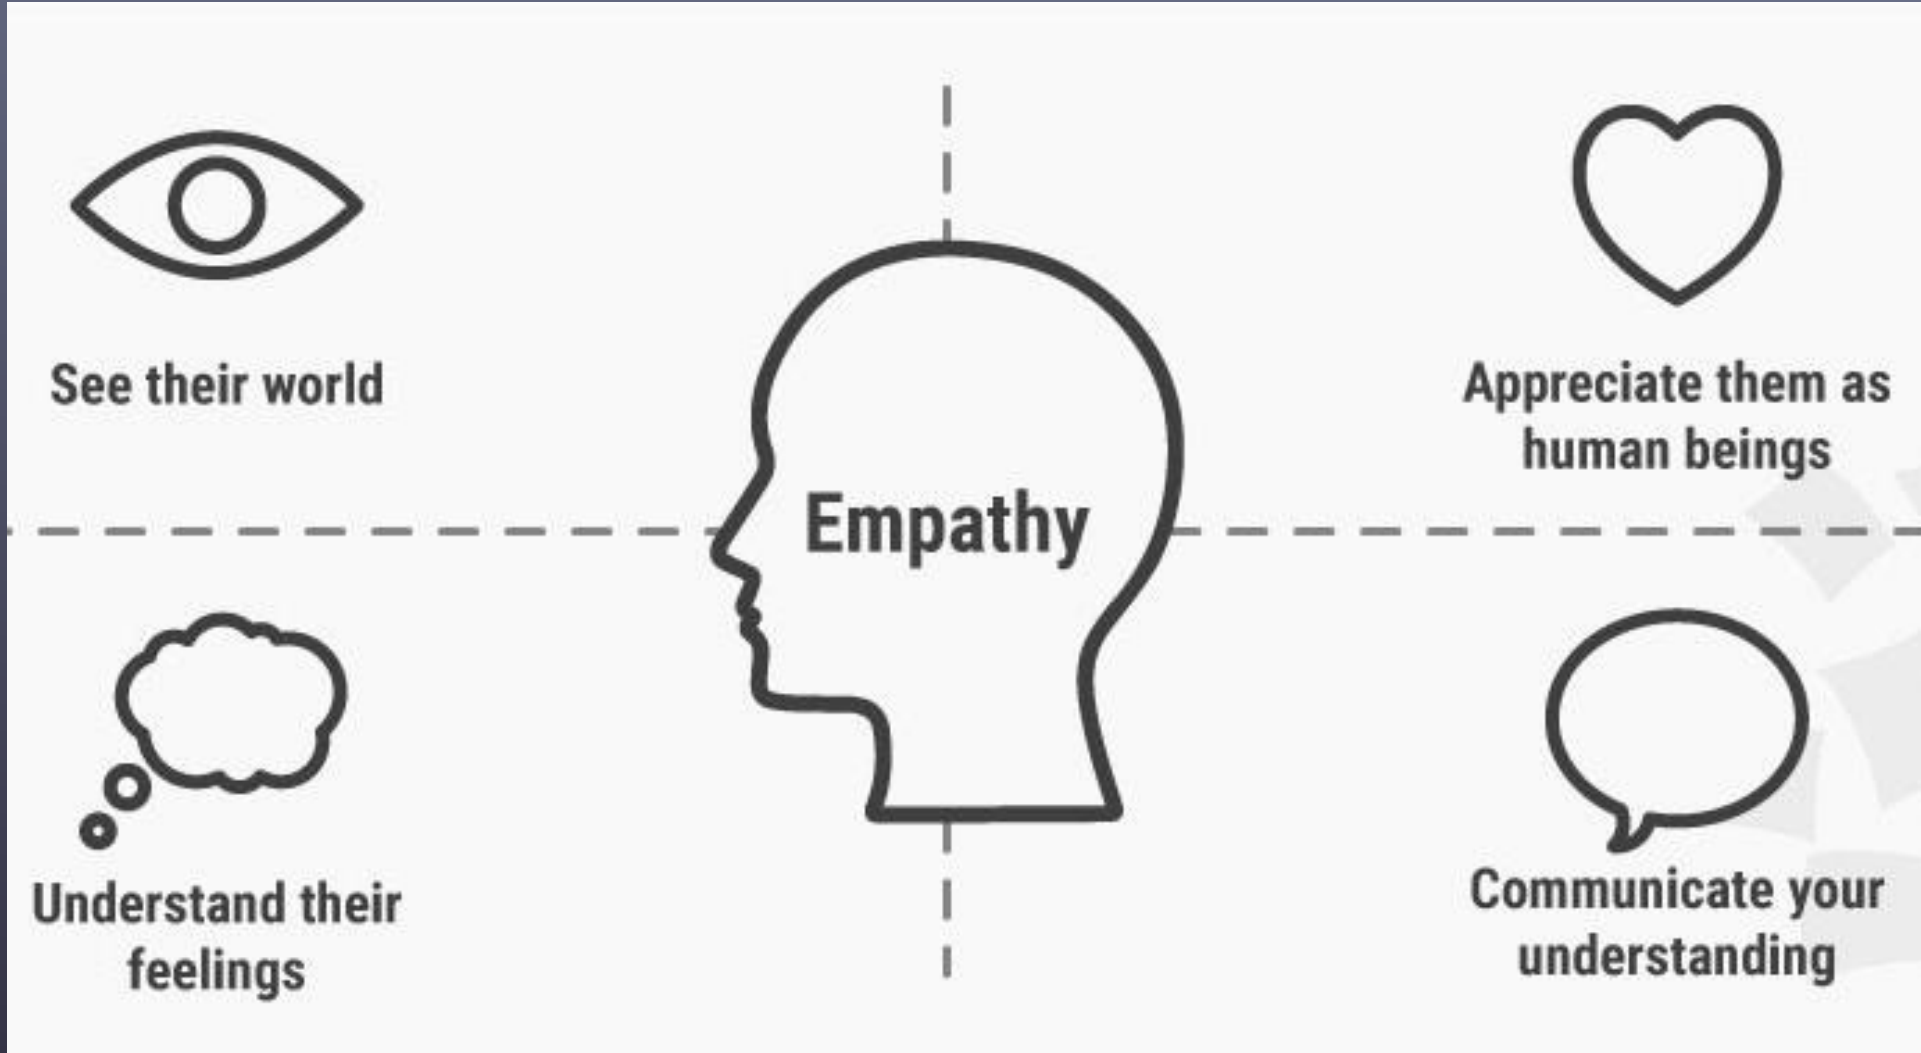 See their world
Appreciate them as
human beings
Empathy
Understand their
feelings
Communicate your
understanding